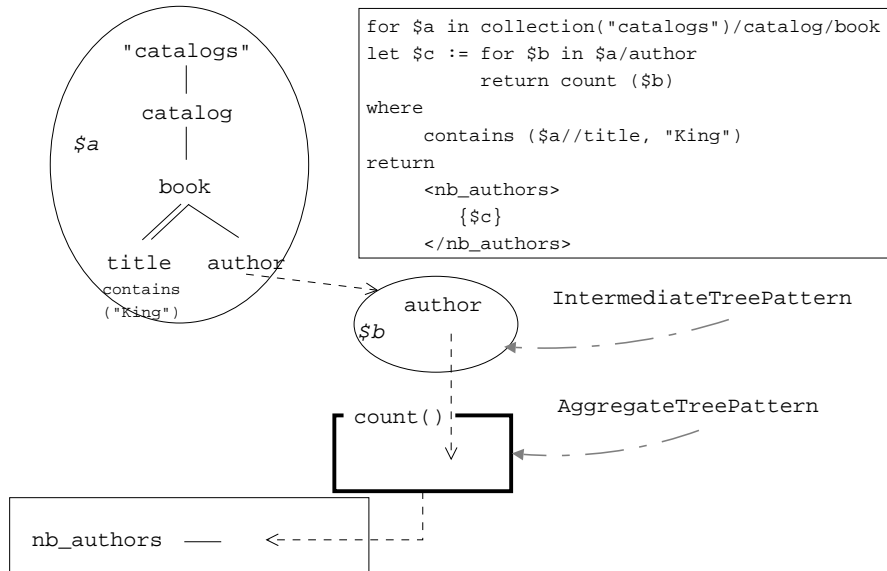 "catalogs"
catalog
$a
book
title author
contains
("King")
for $a in collection("catalogs")/catalog/book
let $c := for $b in $a/author
return count ($b)
where
contains ($a//title, "King")
return
<nb_authors>
{$c}
</nb_authors>
author
$b
IntermediateTreePattern
count()
AggregateTreePattern
nb_authors